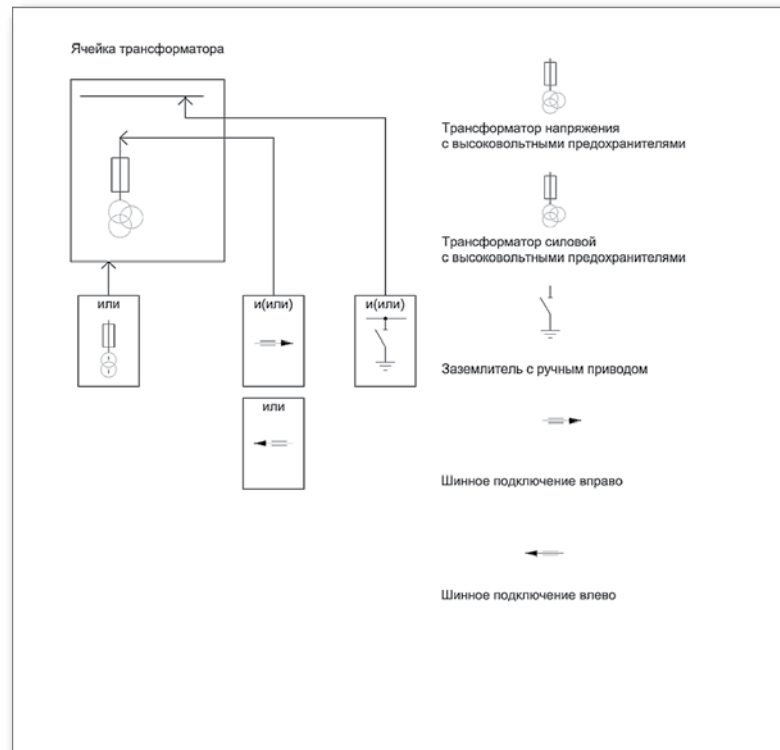 Ячейка трансформатора
или
и(или)
и(или)
или
Трансформатор напряжения
с высоковольтными предохранителями
Трансформатор силовой
с высоковольтными предохранителями
Заземлитель с ручным приводом
Шинное подключение вправо
Шинное подключение влево